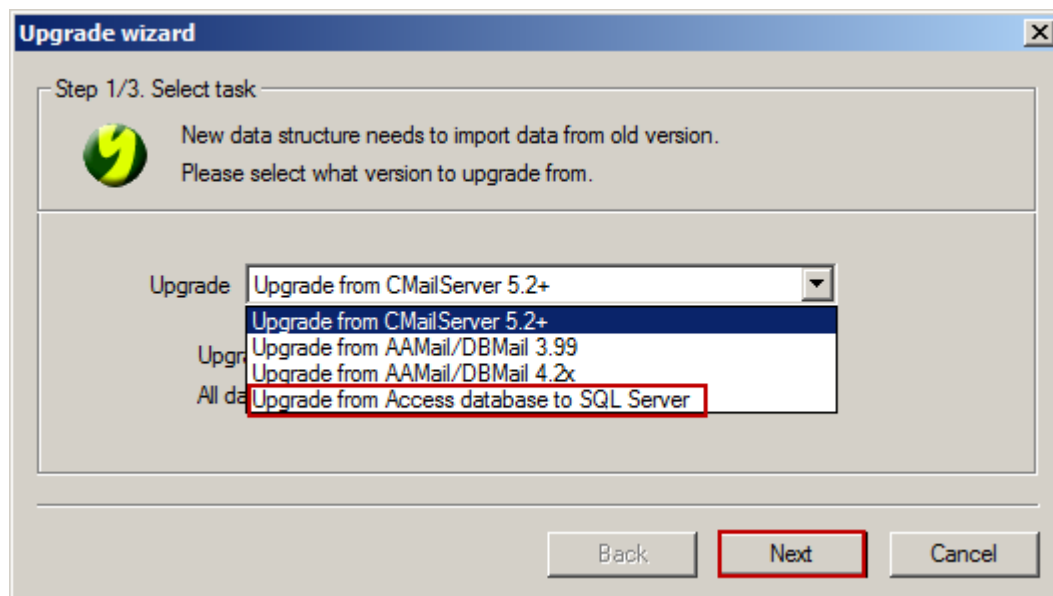 Upgrade wizard
Step 1/3. Select task
New data structure needs to import data from old version.
Please select what version to upgrade from.
Upgrade Upgrade from CMailServer 5.2+
Upgrade from CMailServer 5.2+
Upgrade from AAMail/DBMail 3.99
Upgrade from AAMail/DBMail 4.2x
All
Upgrade from Access database to SQL Server
Back Next Cancel